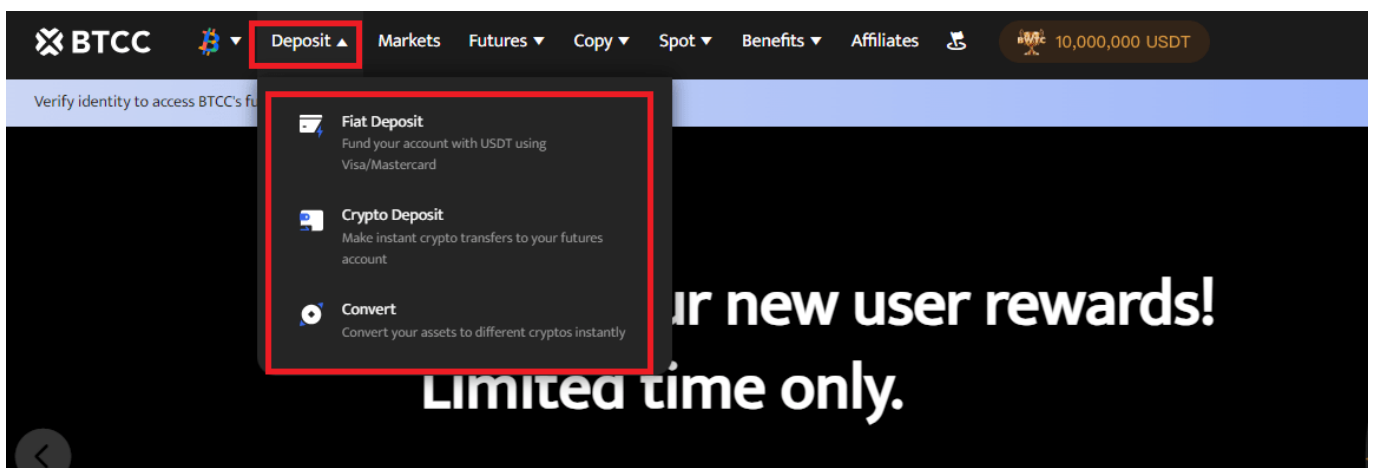 BTCC
Deposit
Markets
Futures
Copy
Spot
Benefits
Affiliates
10,000,000 USDT
Verify identity to access BTCC's
Fiat Deposit
Fund your account with USDT using
Visa/Mastercard
Crypto Deposit
Make instant crypto transfers to your futures
account
Convert
Convert your assets to different cryptos instantly
new user rewards!
Limited time only.